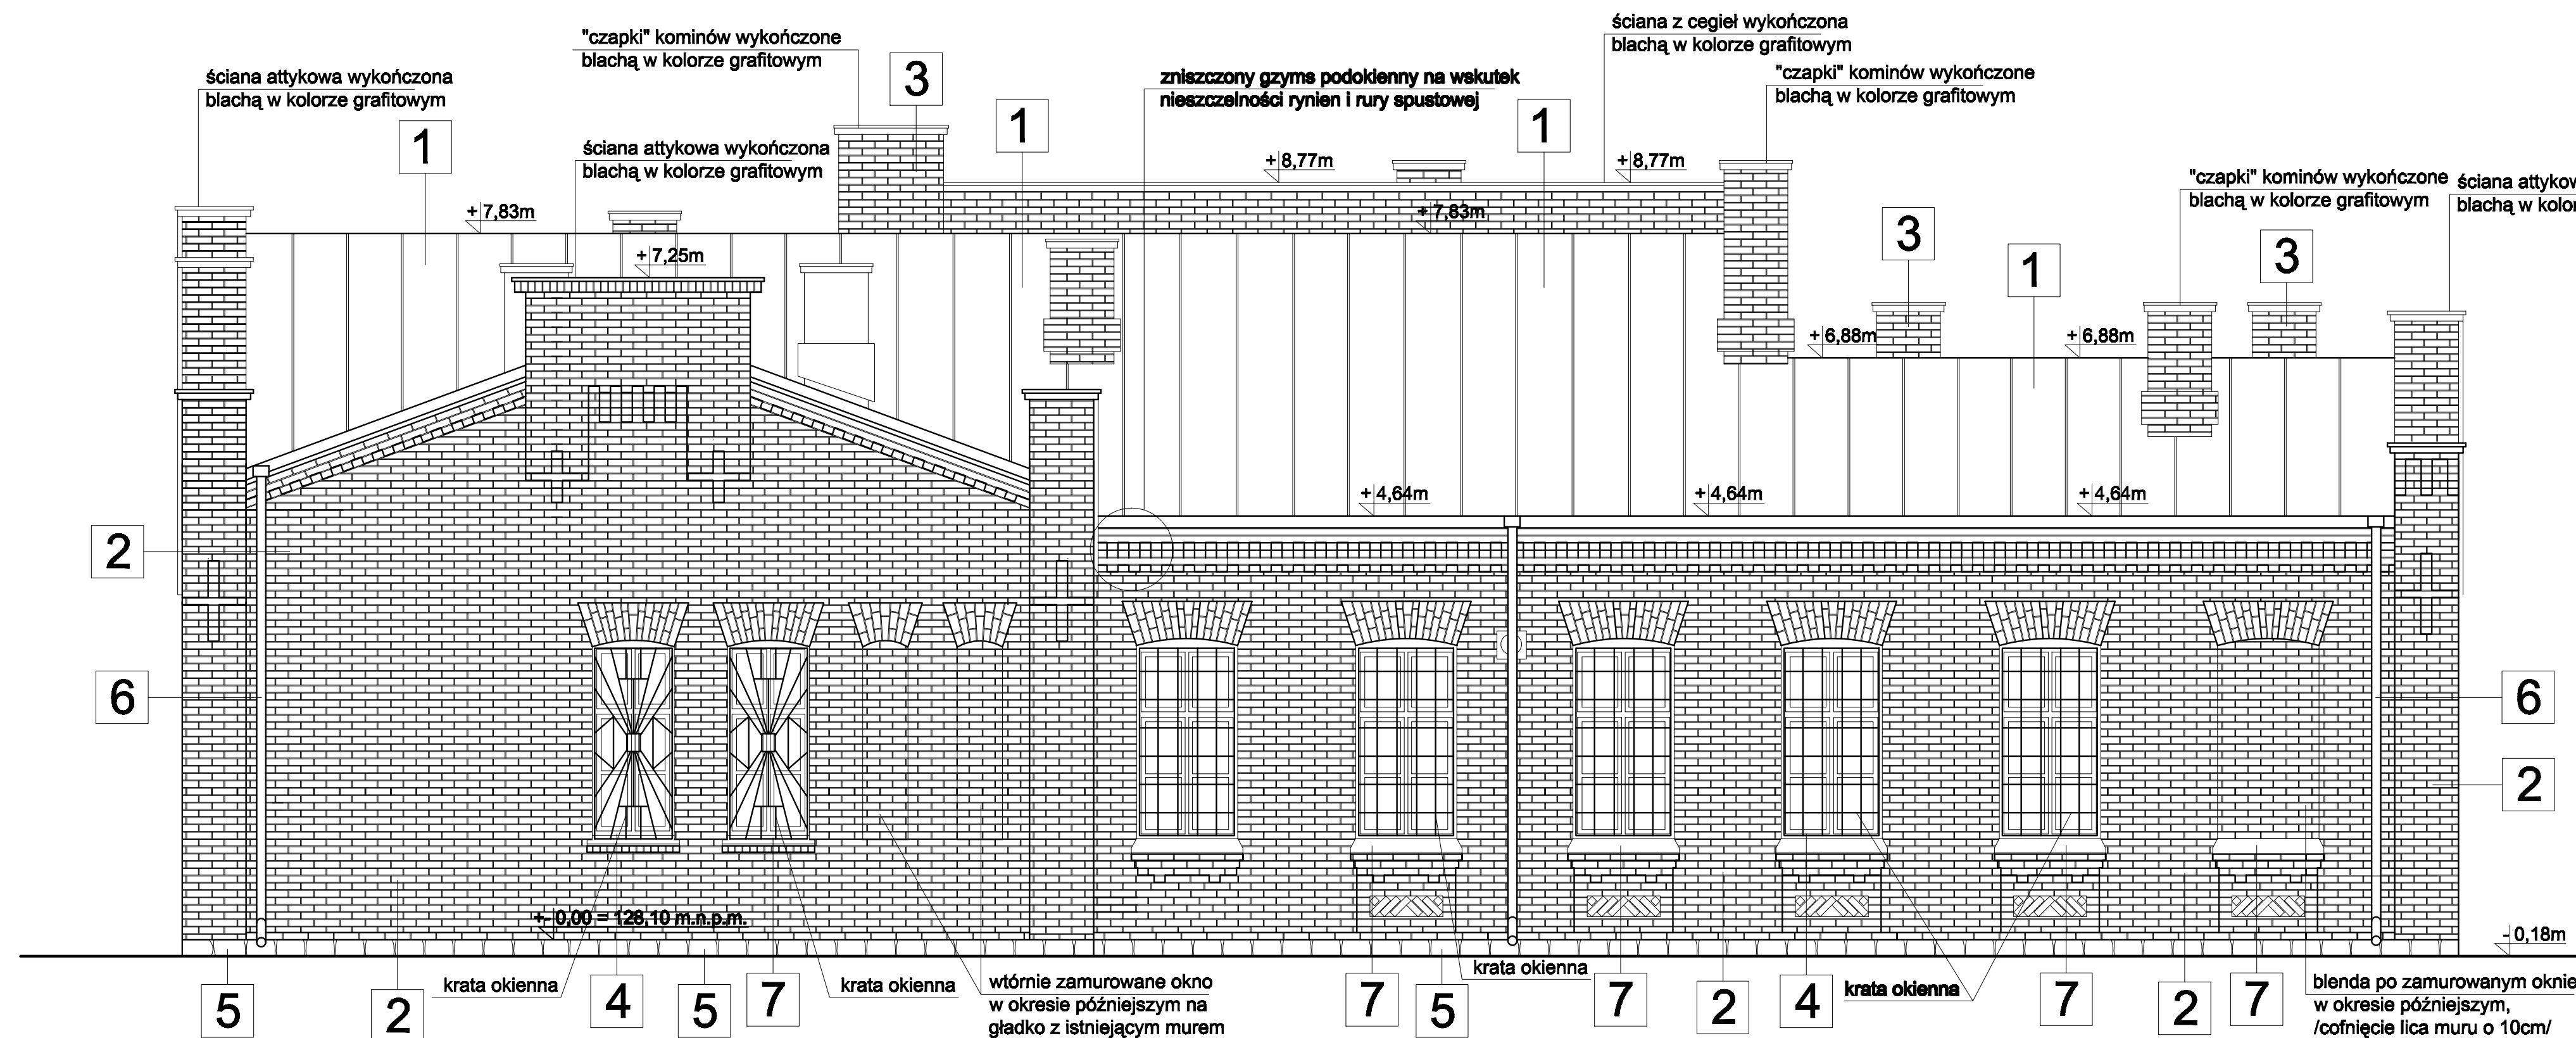 ściana z cegieł wykończona
blachą w kolorze grafitowym
"czapki" kominów wykończone
blachą w kolorze grafitowym
3
ściana attykowa wykończona
blachą w kolorze grafitowym
zniszczony gzyms podokienny na wskutek
nieszczelności rynien i rury spustowej
"czapki" kominów wykończone
blachą w kolorze grafitowym
1
1
1
ściana attykowa wykończona
blachą w kolorze grafitowym
+ 8,77m
+ 8,77m
"czapki" kominów wykończone
blachą w kolorze grafitowym
ściana
blachą w
+ 7,83m
+ 7,83m
3
3
+ 7,25m
1
+ 6,88m
+ 6,88m
+ 4,64m
+ 4,64m
+ 4,64m
2
6
6
2
+- 0,00 = 128,10 m.n.p.m.
- 0,18m
krata okienna
krata okienna
krata okienna
krata okienna
wtórnie zamurowane okno
w okresie późniejszym na
gładko z istniejącym murem
blenda po zamurowanym oknie
w okresie późniejszym,
/cofnięcie lica muru o 10cm/
5
2
4
5
7
7
5
7
2
4
7
2
7